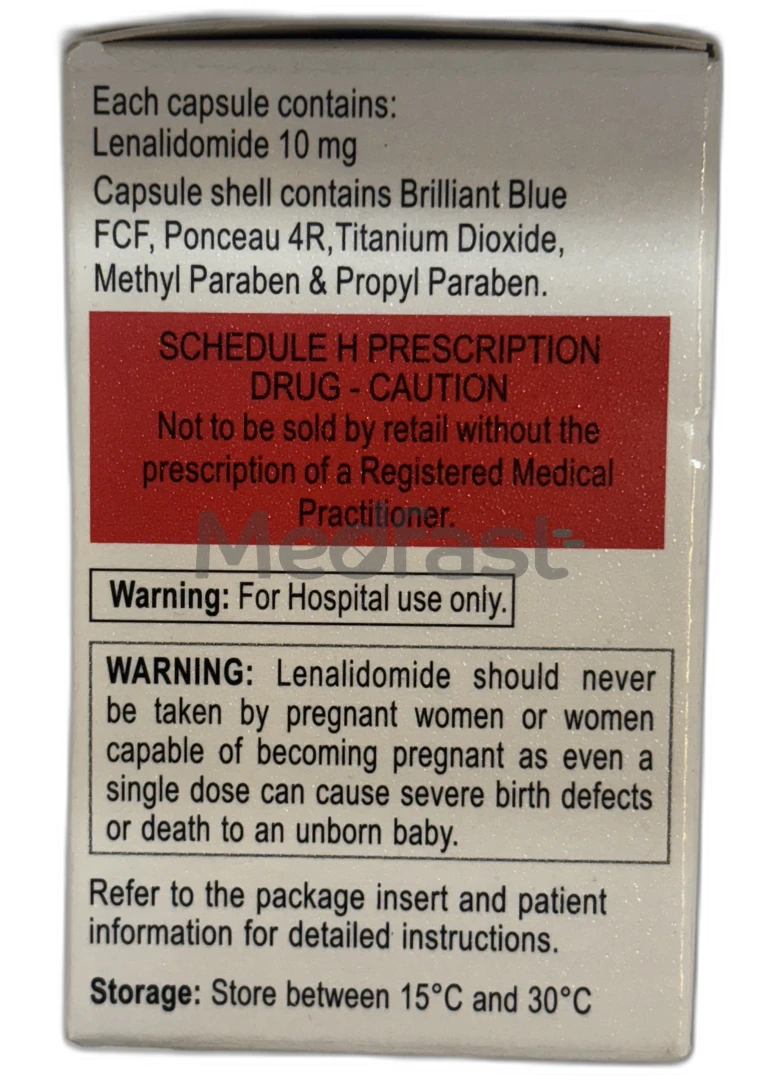 Each capsule contains:
Lenalidomide 10 mg
Capsule shell contains Brilliant Blue
FCF, Ponceau 4R, Titanium Dioxide,
Methyl Paraben & Propyl Paraben.
SCHEDULE H PRESCRIPTION
DRUG - CAUTION
Not to be sold by retail without the
prescription of a Registered Medical
Practitioner.
Medfast
Warning: For Hospital use only.
WARNING: Lenalidomide should never
be taken by pregnant women or women
capable of becoming pregnant as even a
single dose can cause severe birth defects
or death to an unborn baby.
Refer to the package insert and patient
information for detailed instructions.
Storage: Store between 15°C and 30°C